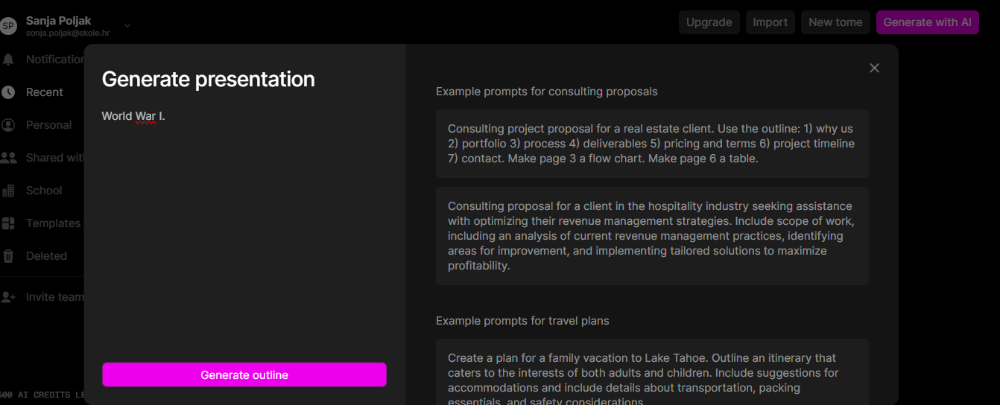 SP
Sanja Poljak
sonja.poljak@skole.hr
Upgrade
Import
New tome
Generate with AI
Notification
Recent
Personal
Shared wit
School
Templates
Deleted
Invite team
500 AI CREDITS LE
Generate presentation
World War I.
Generate outline
Example prompts for consulting proposals
Consulting project proposal for a real estate client. Use the outline: 1) why us
2) portfolio 3) process 4) deliverables 5) pricing and terms 6) project timeline
7) contact. Make page 3 a flow chart. Make page 6 a table.
Consulting proposal for a client in the hospitality industry seeking assistance
with optimizing their revenue management strategies. Include scope of work,
including an analysis of current revenue management practices, identifying
areas for improvement, and implementing tailored solutions to maximize
profitability.
Example prompts for travel plans
Create a plan for a family vacation to Lake Tahoe. Outline an itinerary that
caters to the interests of both adults and children. Include suggestions for
accommodations and include details about transportation, packing
essentials, and safety considerations.